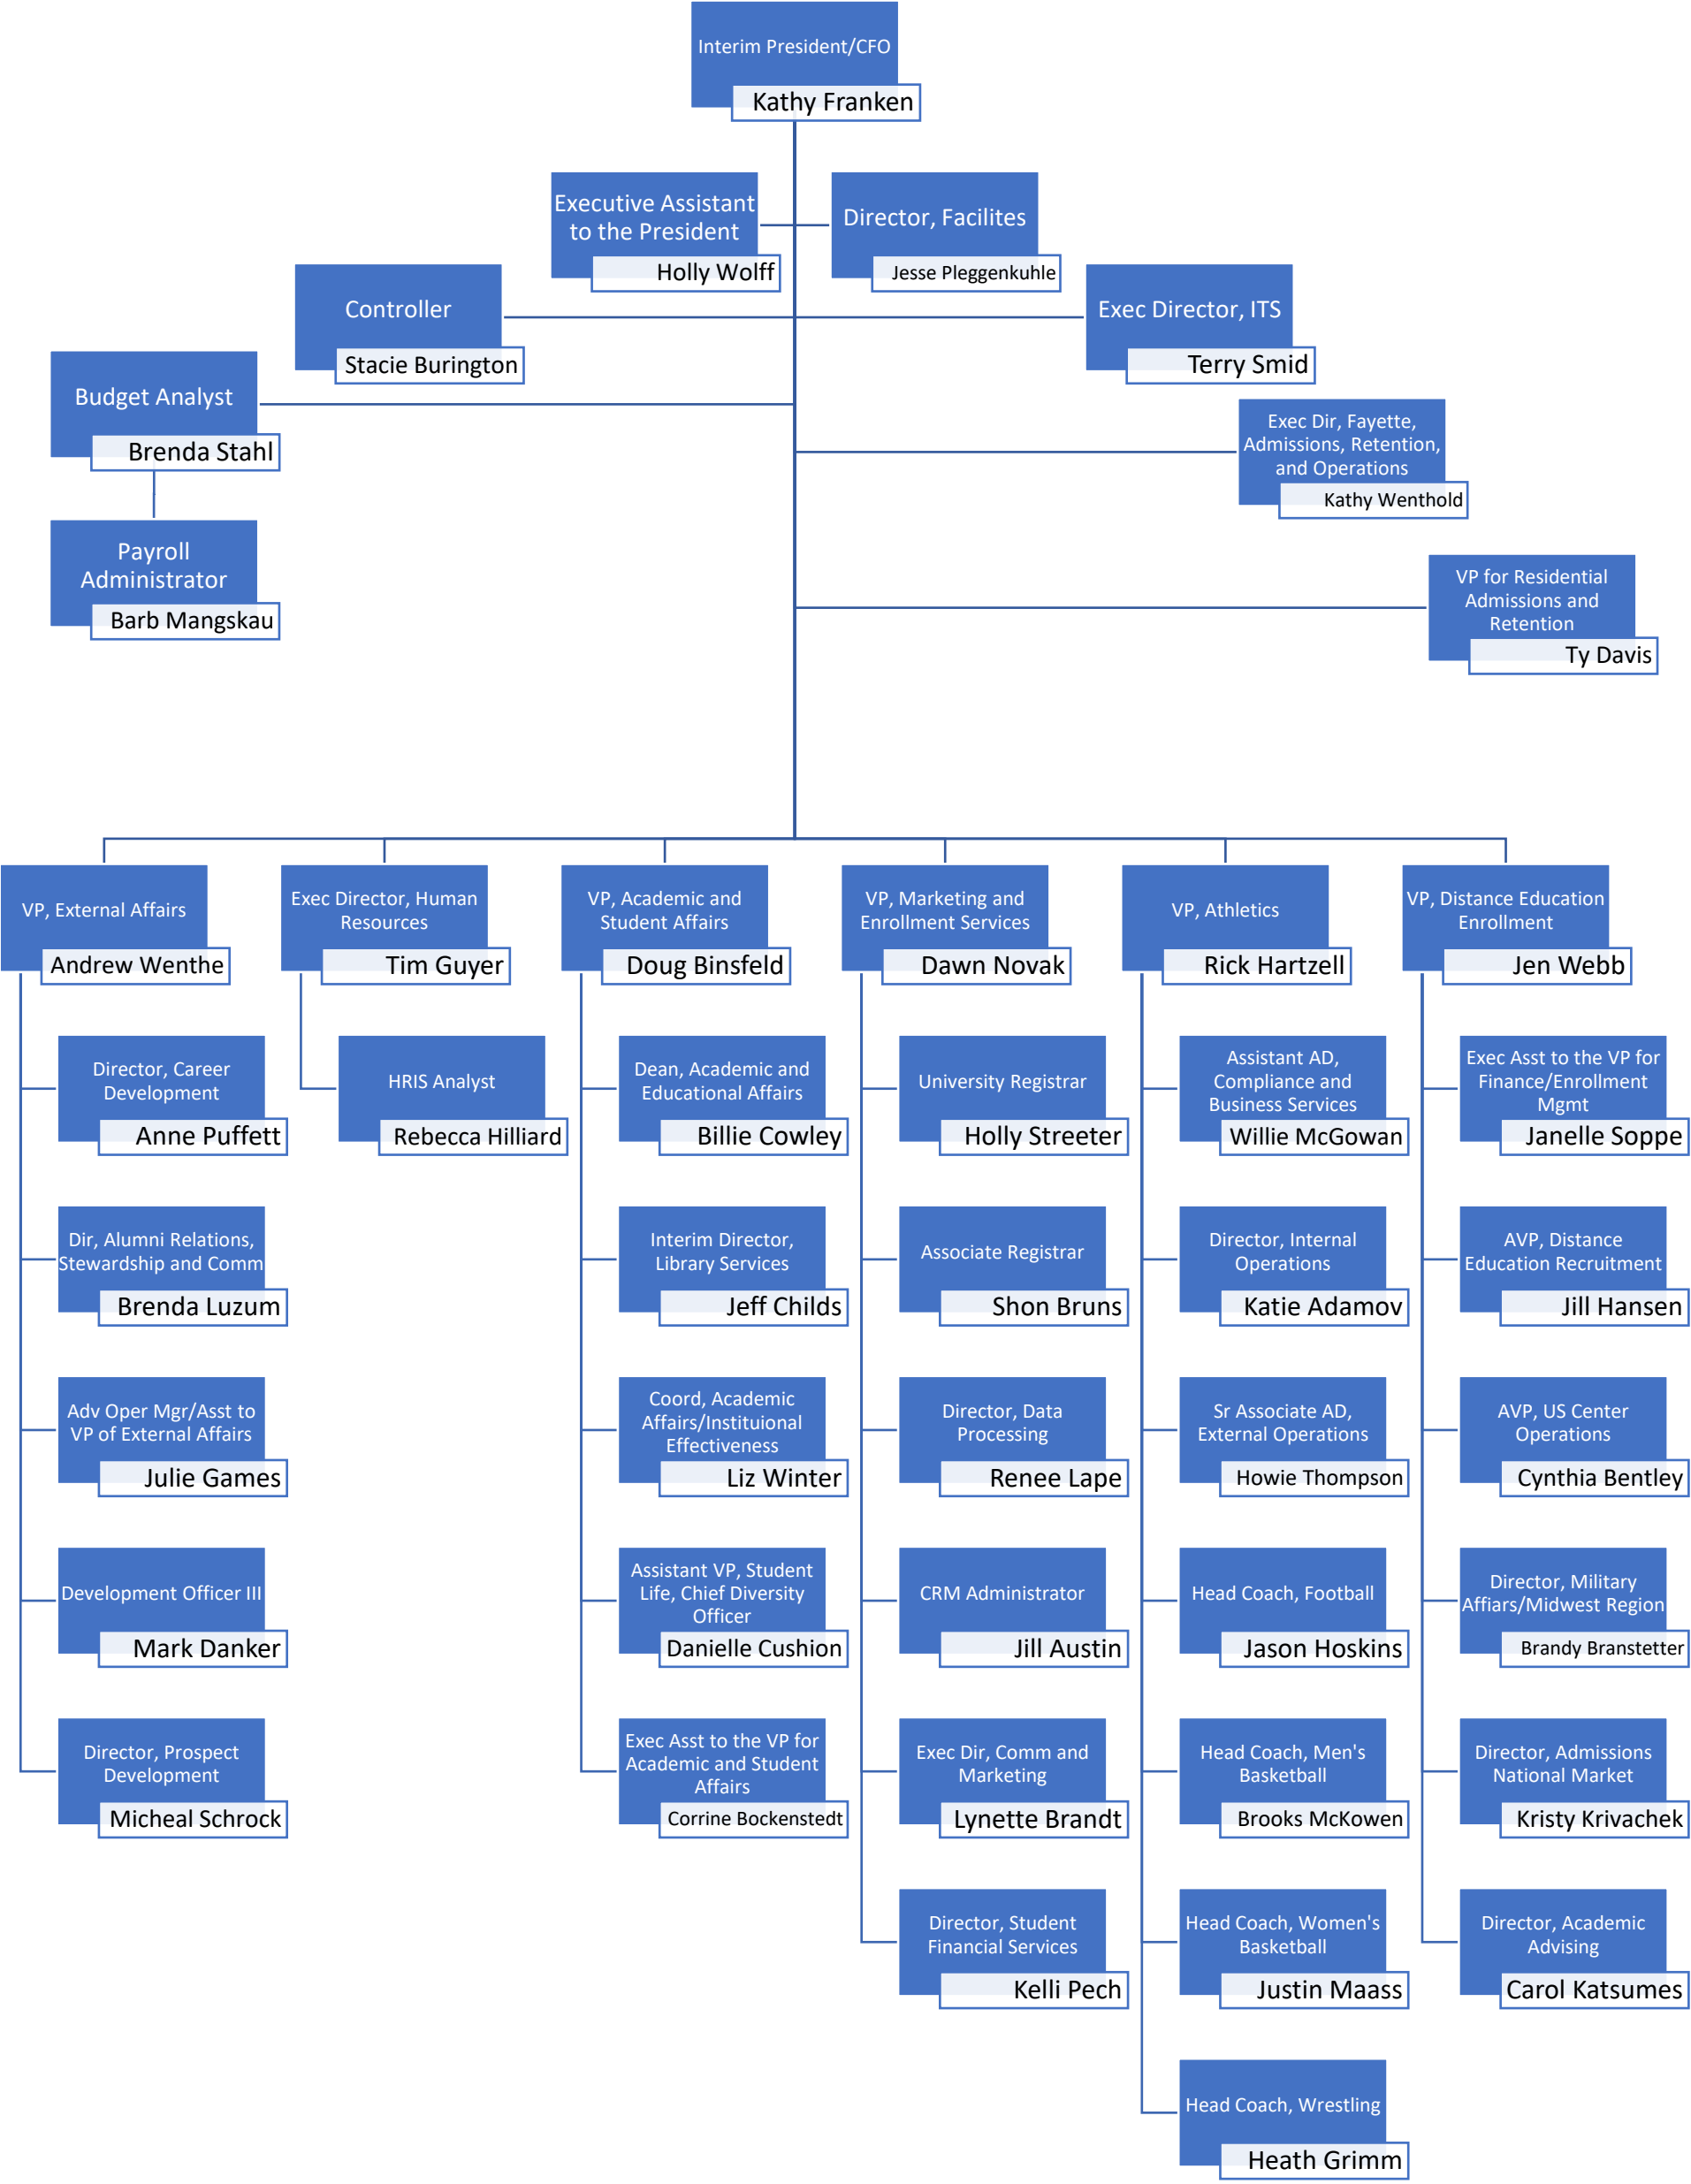 Interim President/CFO
Kathy Franken
Executive Assistant
to the President
Holly Wolff
Director, Facilites
Jesse Pleggenkuhle
Controller
Stacie Burington
Exec Director, ITS
Terry Smid
Budget Analyst
Brenda Stahl
Exec Dir, Fayette,
Admissions, Retention,
and Operations
Kathy Wenthold
Payroll
Administrator
Barb Mangskau
VP for Residential
Admissions and
Retention
Ty Davis
VP, External Affairs
Andrew Wenthe
Director, Career
Development
Anne Puffett
Dir, Alumni Relations,
Stewardship and Comm
Brenda Luzum
Adv Oper Mgr/Asst to
VP of External Affairs
Julie Games
Development Officer III
Mark Danker
Director, Prospect
Development
Micheal Schrock
Exec Director, Human
Resources
Tim Guyer
HRIS Analyst
Rebecca Hilliard
VP, Academic and
Student Affairs
Doug Binsfeld
Dean, Academic and
Educational Affairs
Billie Cowley
Interim Director,
Library Services
Jeff Childs
Coord, Academic
Affairs/Instituional
Effectiveness
Liz Winter
Assistant VP, Student
Life, Chief Diversity
Officer
Danielle Cushion
Exec Asst to the VP for
Academic and Student
Affairs
Corrine Bockenstedt
VP, Marketing and
Enrollment Services
Dawn Novak
University Registrar
Holly Streeter
Associate Registrar
Shon Bruns
Director, Data
Processing
Renee Lape
CRM Administrator
Jill Austin
Exec Dir, Comm and
Marketing
Lynette Brandt
Director, Student
Financial Services
Kelli Pech
VP, Athletics
Rick Hartzell
Assistant AD,
Compliance and
Business Services
Willie McGowan
Director, Internal
Operations
Katie Adamov
Sr Associate AD,
External Operations
Howie Thompson
Head Coach, Football
Jason Hoskins
Head Coach, Men's
Basketball
Brooks McKowen
Head Coach, Women's
Basketball
Justin Maass
Head Coach, Wrestling
Heath Grimm
VP, Distance Education
Enrollment
Jen Webb
Exec Asst to the VP for
Finance/Enrollment
Mgmt
Janelle Soppe
AVP, Distance
Education Recruitment
Jill Hansen
AVP, US Center
Operations
Cynthia Bentley
Director, Military
Affiars/Midwest Region
Brandy Branstetter
Director, Admissions
National Market
Kristy Krivachek
Director, Academic
Advising
Carol Katsumes